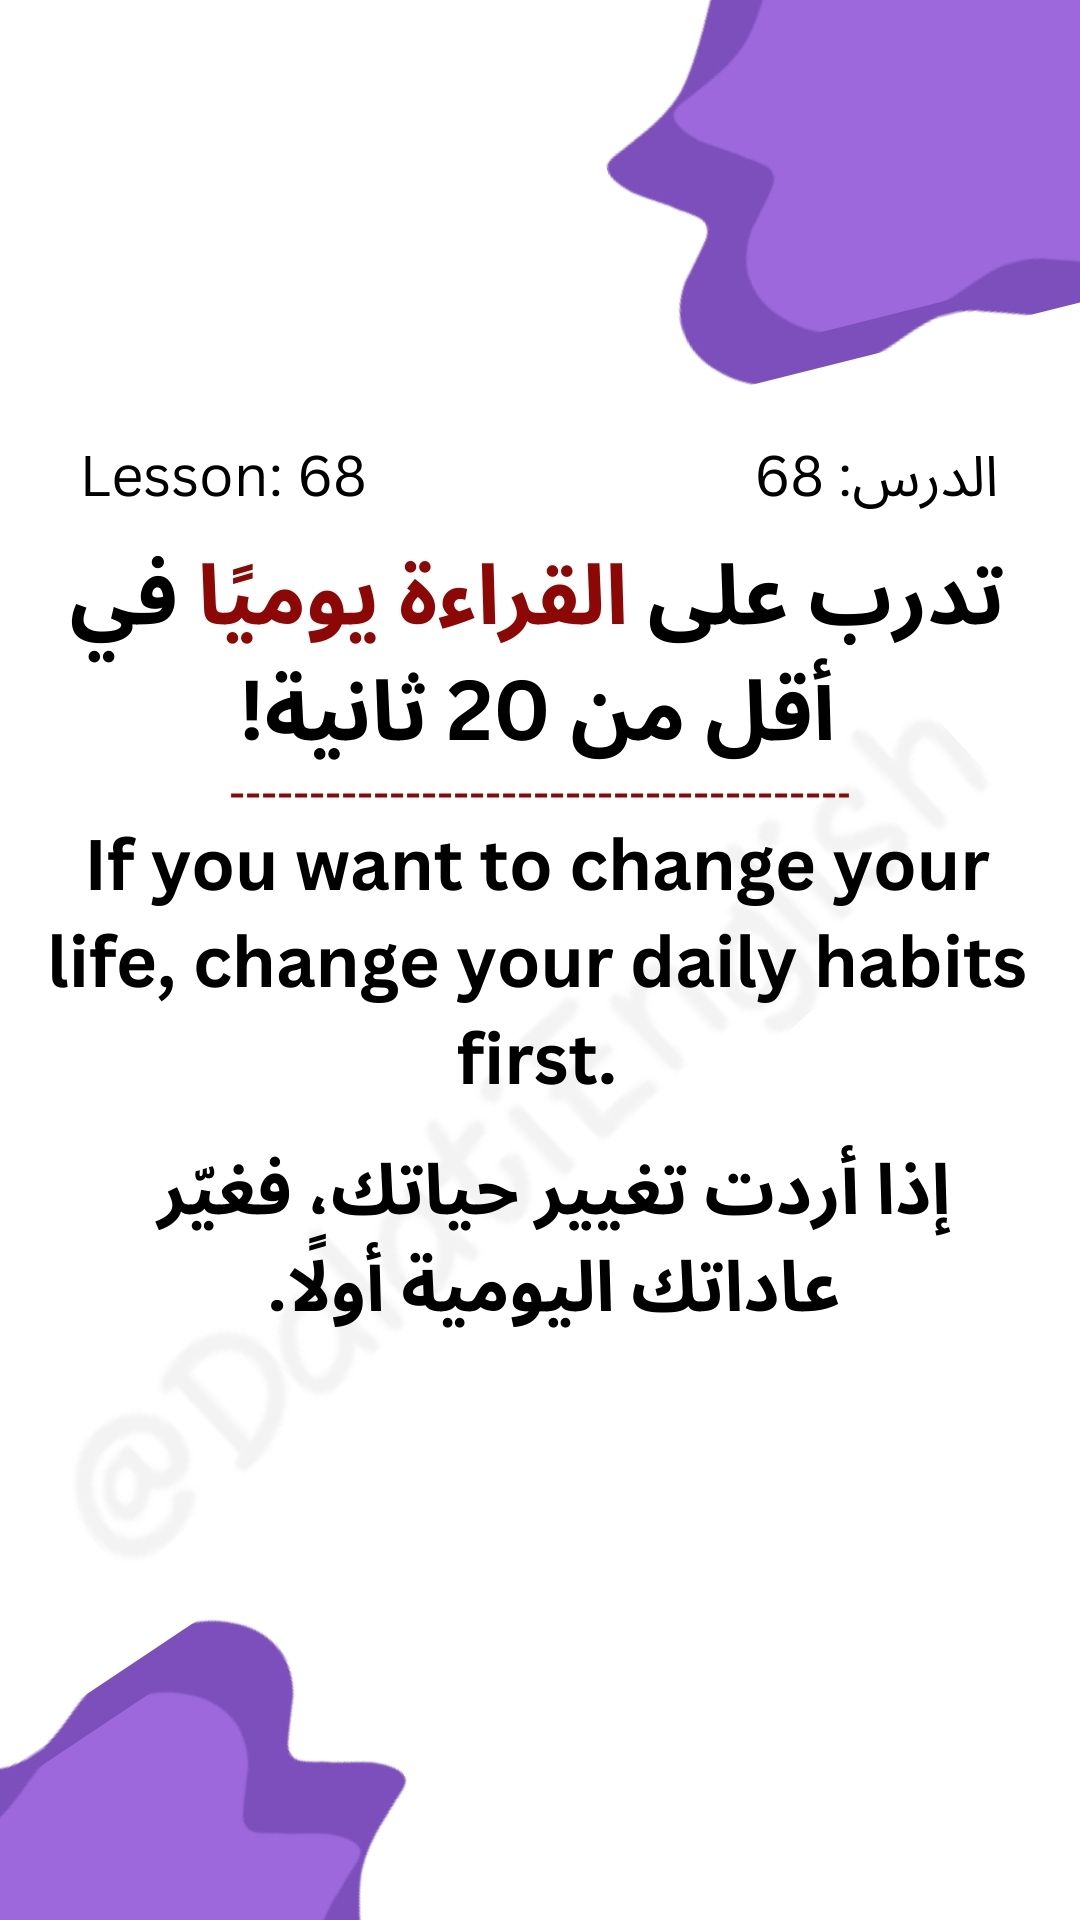 Lesson: 68
الدرس: 68
تدرب على القراءة يوميًا في
أقل من 20 ثانية!
---------------------------------------
If you want to change your
life, change your daily habits
first.
إذا أردت تغيير حياتك، فغيّر
عاداتك اليومية أولًا.
@DalatiEnglish